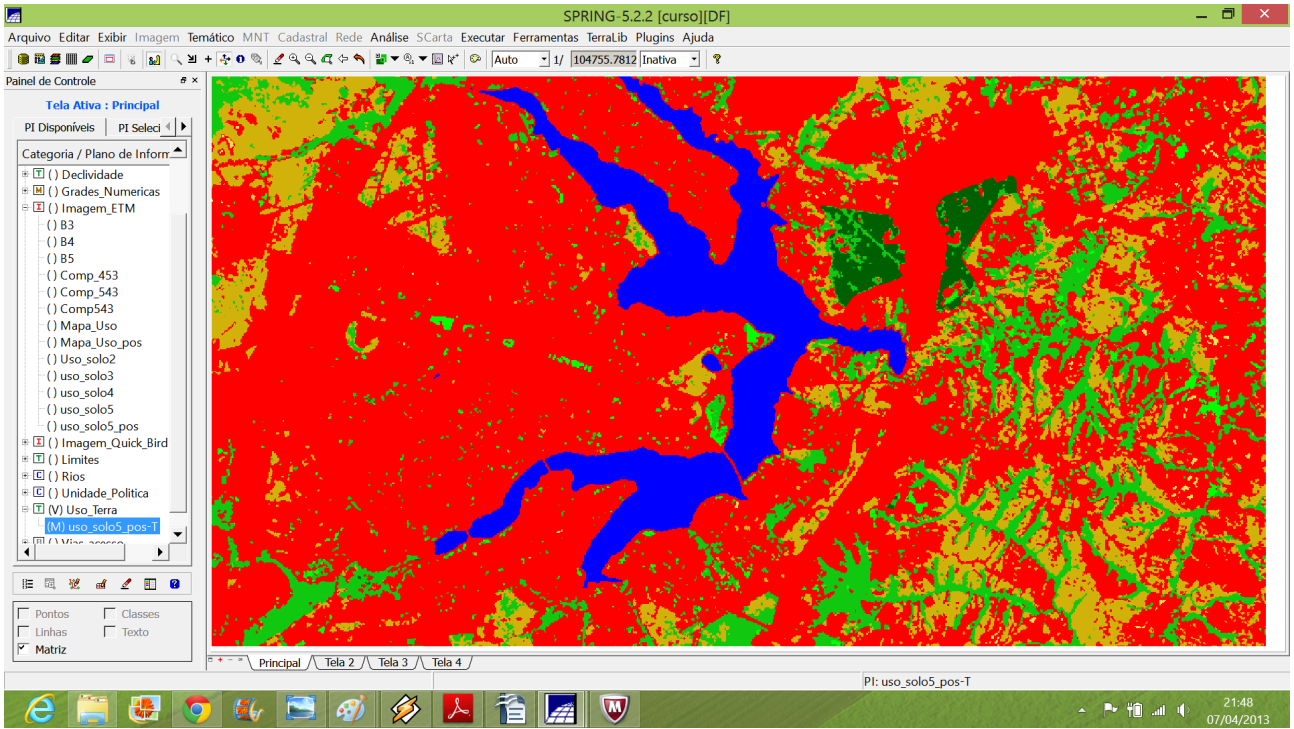 SPRING-5.2.2 [curso][DF]
Arquivo Editar Exibir Imagem Temático MNT Cadastral Rede Análise SCarta Executar Ferramentas TerraLib Plugins Ajuda
Auto 1/ 104755.7812 Inativa
Painel de Controle
Tela Ativa : Principal
PI Disponíveis PI Seleci
Categoria / Plano de Inform
T () Declividade
M () Grades_Numericas
I () Imagem_ETM
() B3
() B4
() B5
() Comp_453
() Comp_543
() Comp543
() Mapa_Uso
() Mapa_Uso_pos
() Uso_solo2
() uso_solo3
() uso_solo4
() uso_solo5
() uso_solo5_pos
I () Imagem_Quick_Bird
T () Limites
C () Rios
C () Unidade_Politica
T (V) Uso_Terra
(M) uso_solo5_pos-T
R () Vias_acesso
Pontos Classes
Linhas Texto
Matriz
Principal Tela 2 Tela 3 Tela 4
PI: uso_solo5_pos-T
21:48
07/04/2013